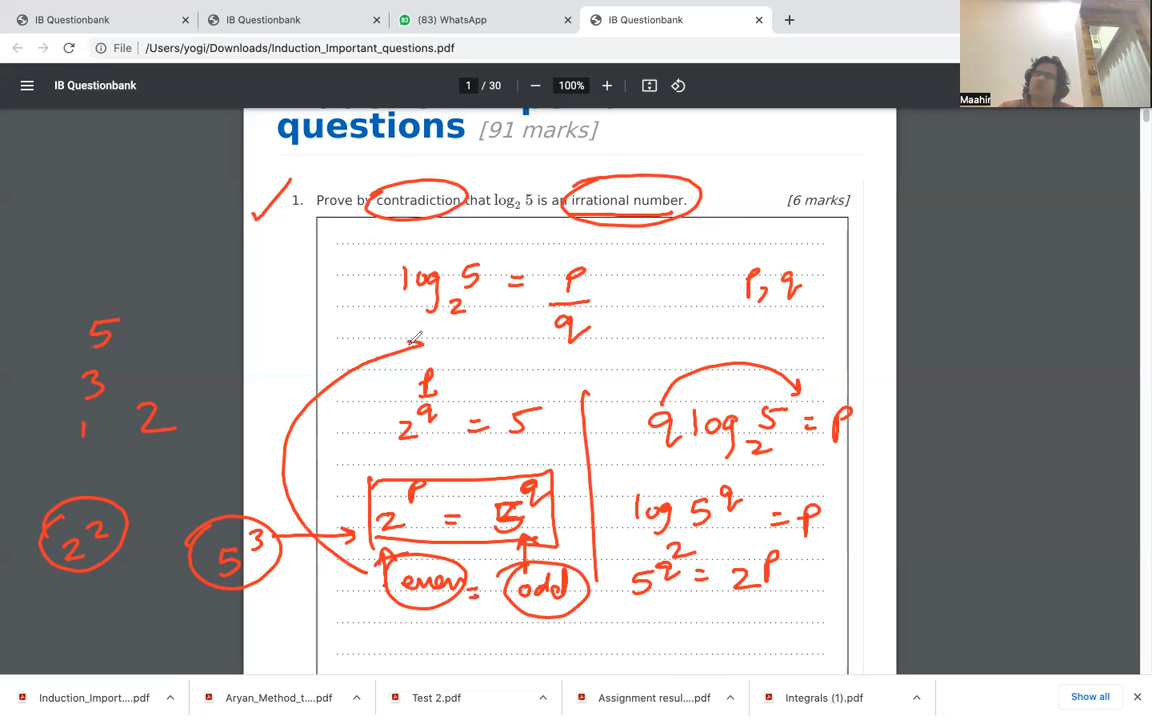 IB Questionbank
IB Questionbank
(83) WhatsApp
IB Questionbank
File /Users/yogi/Downloads/Induction_Important_questions.pdf
IB Questionbank
1 / 30
100%
Maahir
questions [91 marks]
1. Prove by contradiction that log₂ 5 is an irrational number. [6 marks]
log₂ 5 = p/q p, q
5
3
1 2
2^(p/q) = 5
q log₂ 5 = p
2^p = 5^q
log₂ 5^q = p
2² 5³
even = odd
5^q = 2^p
Induction_Import....pdf
Aryan_Method_t....pdf
Test 2.pdf
Assignment resul....pdf
Integrals (1).pdf
Show all